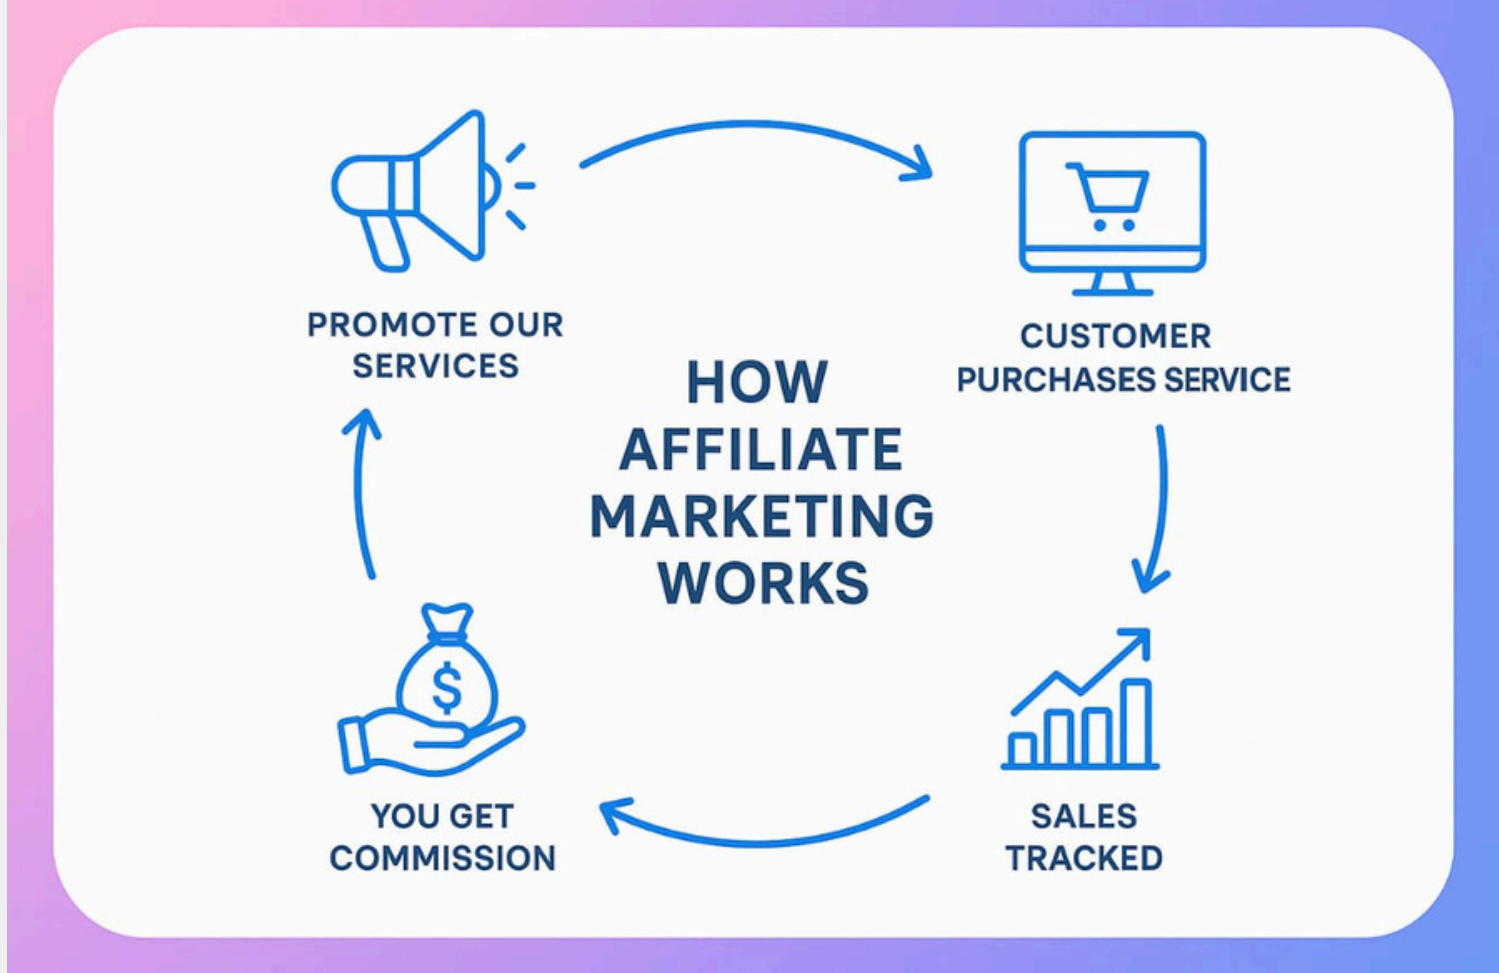 PROMOTE OUR
SERVICES
CUSTOMER
PURCHASES SERVICE
HOW
AFFILIATE
MARKETING
WORKS
$
YOU GET
COMMISSION
SALES
TRACKED